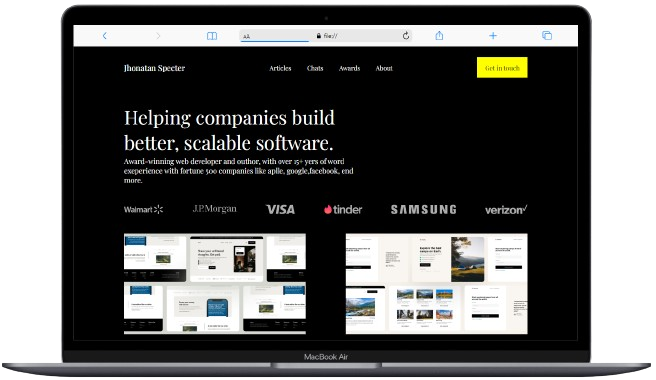 AA file://
Jhonatan Specter Articles Chats Awards About Get in touch
Helping companies build
better, scalable software.
Award-winning web developer and outhor, with over 15+ yers of word
exeperience with fortune 500 companies like aplle, google,facebook, end
more.
Walmart J.P.Morgan VISA tinder SAMSUNG verizon✓
MacBook Air